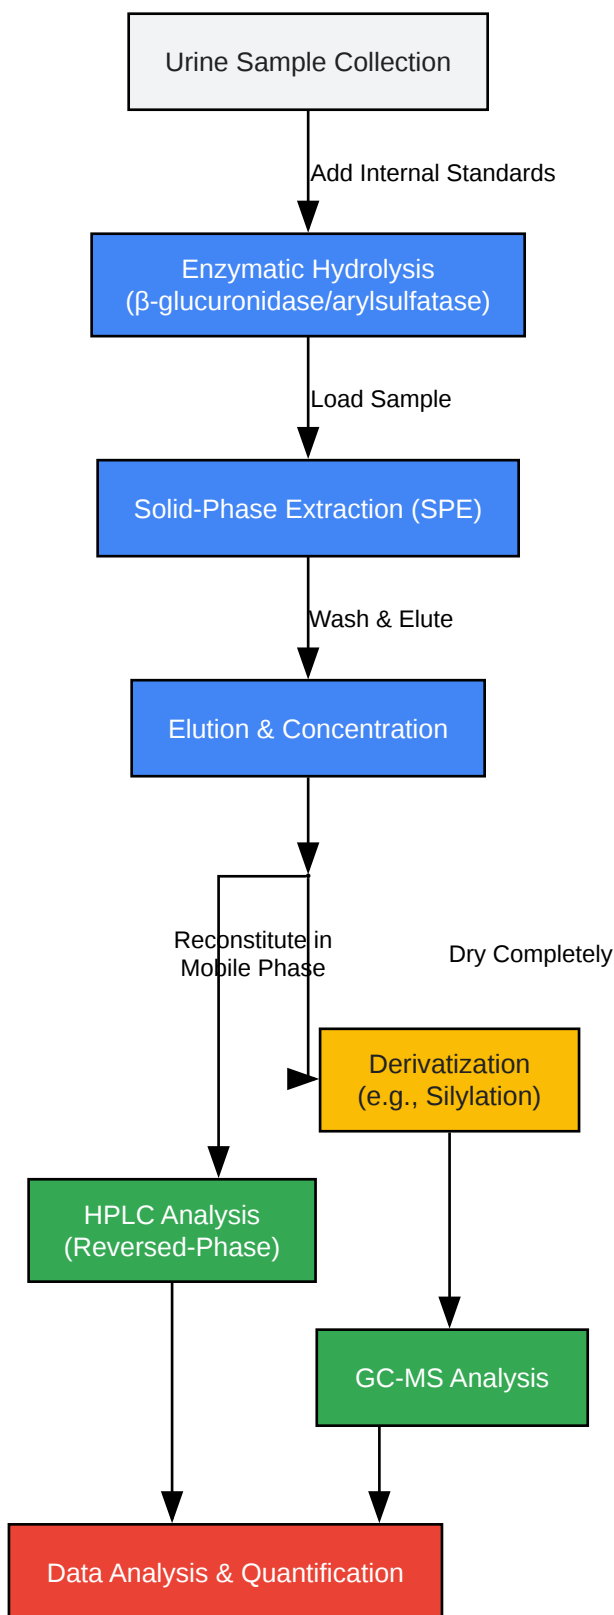 Urine Sample Collection
Add Internal Standards
Enzymatic Hydrolysis
(β-glucuronidase/arylsulfatase)
Load Sample
Solid-Phase Extraction (SPE)
Wash & Elute
Elution & Concentration
Reconstitute in
Mobile Phase
Dry Completely
Derivatization
(e.g., Silylation)
HPLC Analysis
(Reversed-Phase)
GC-MS Analysis
Data Analysis & Quantification